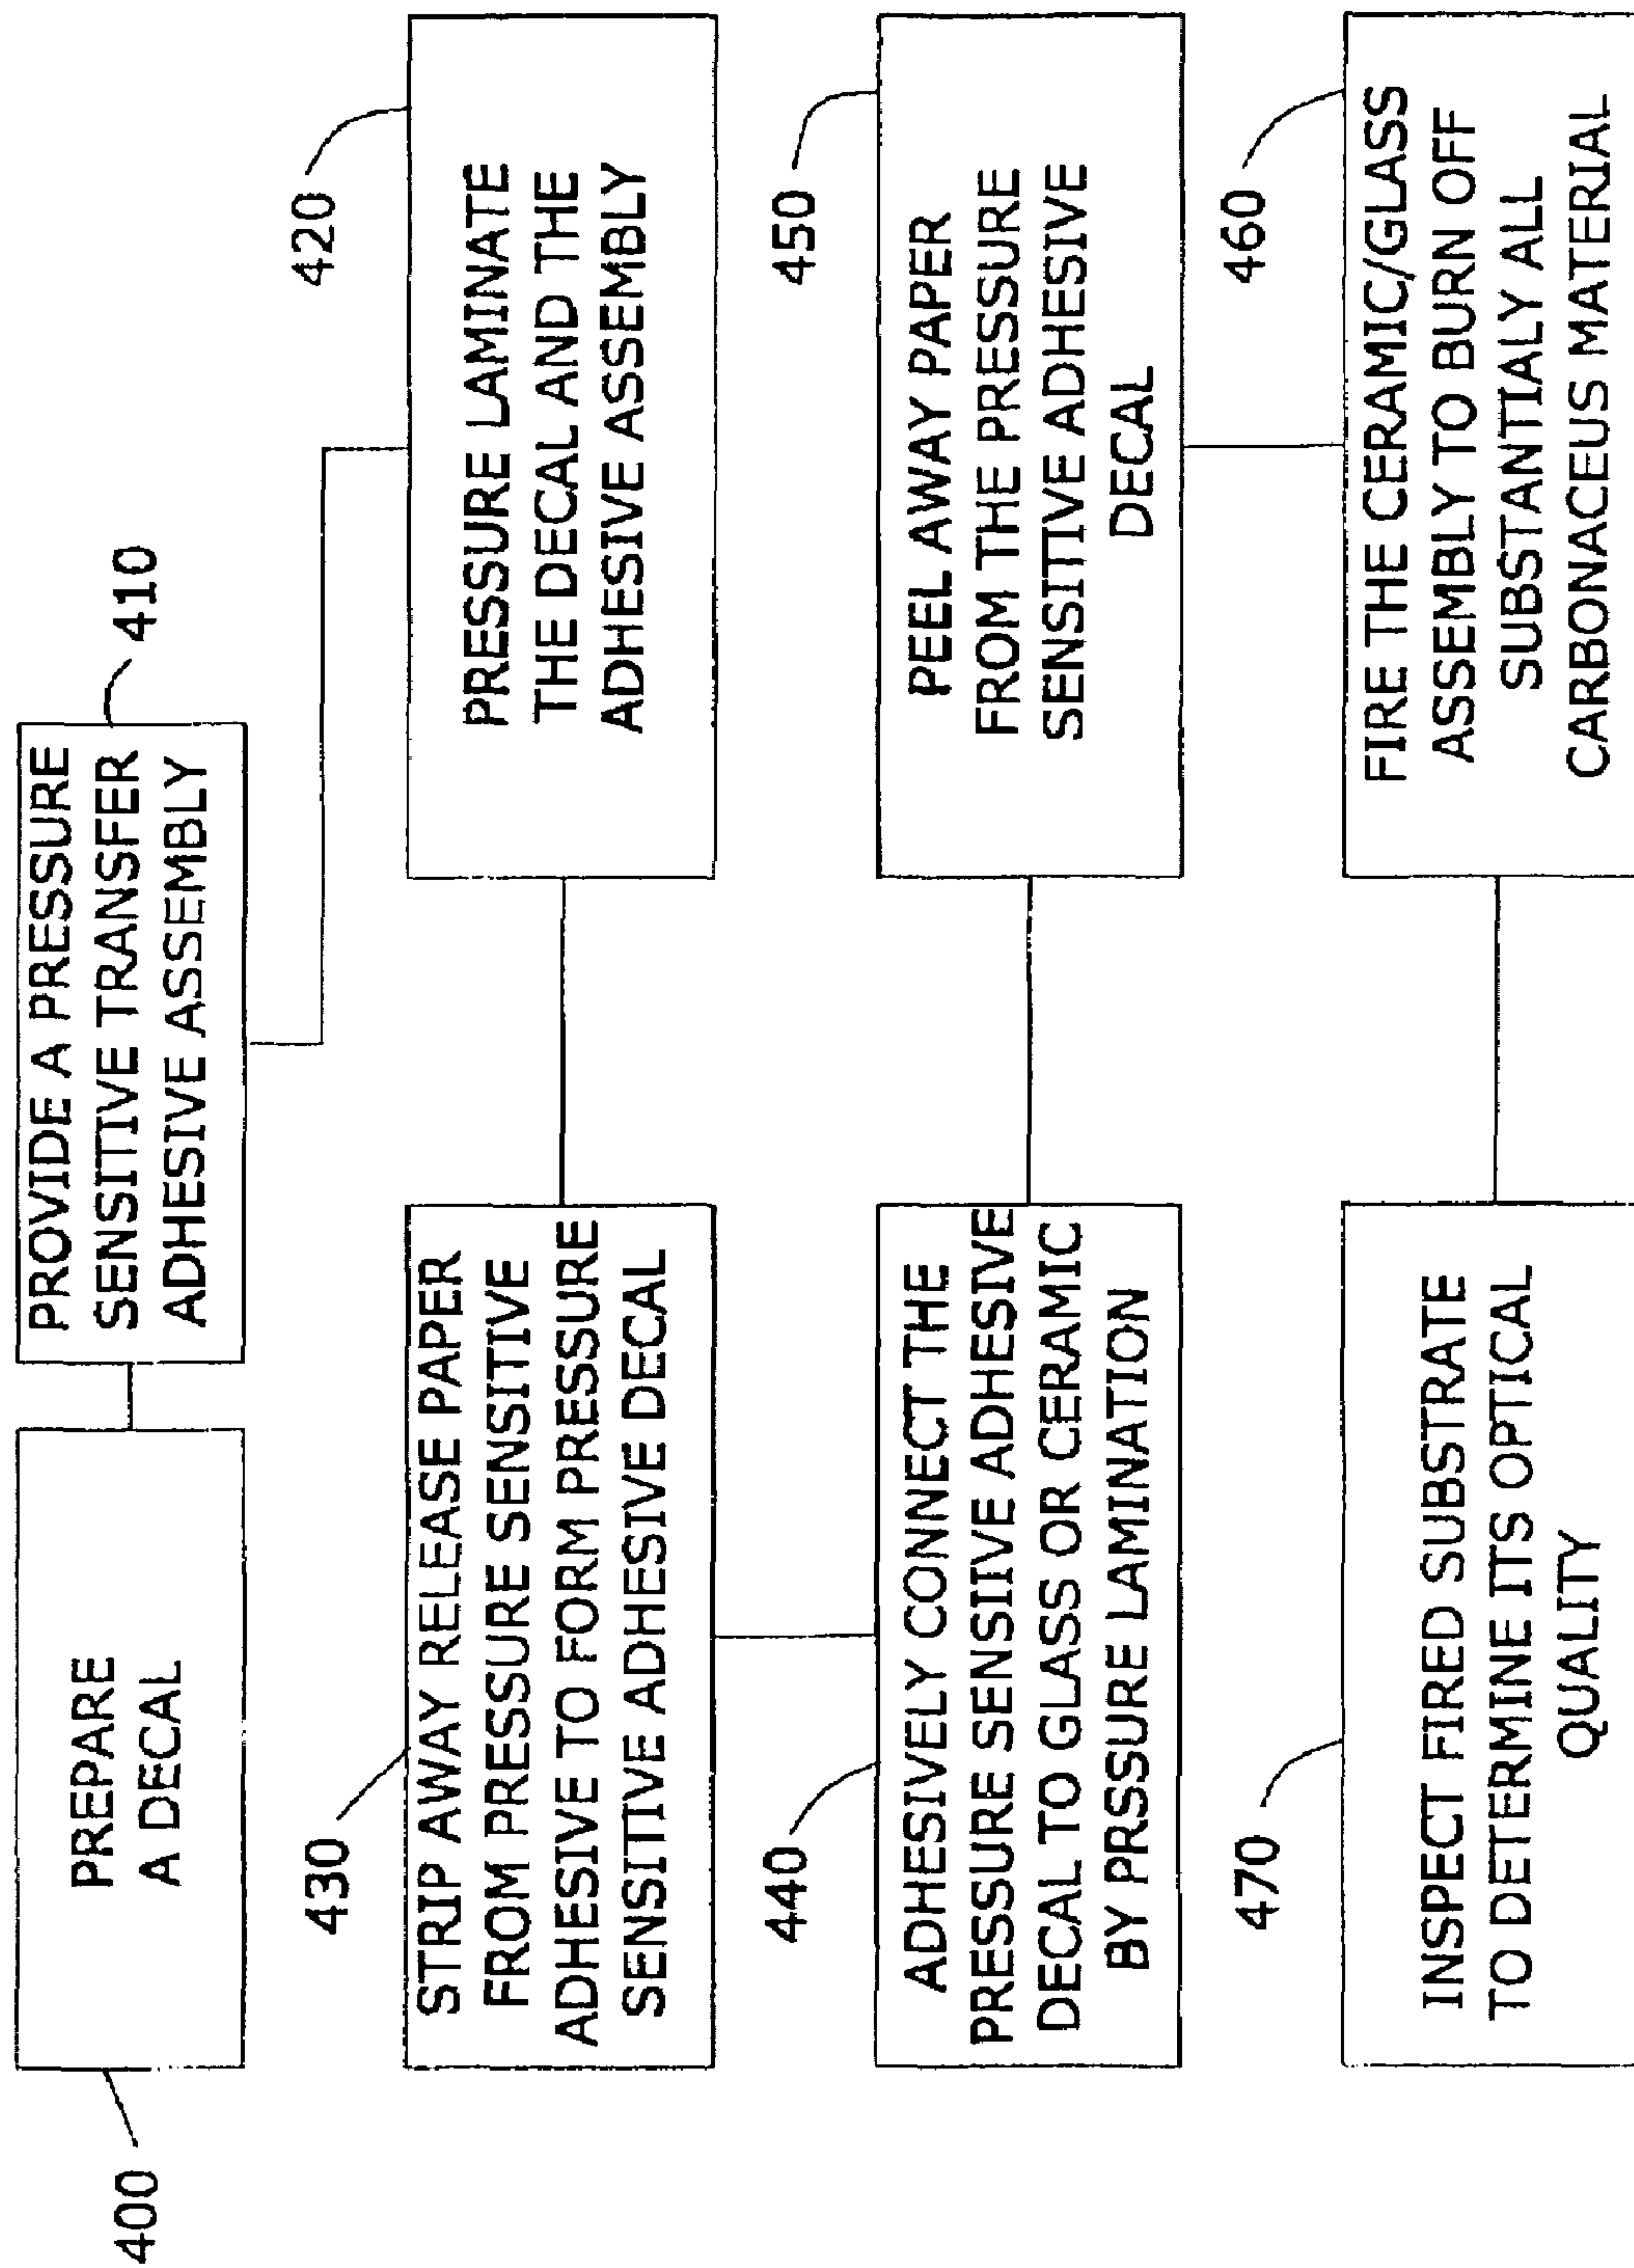 400
PREPARE
A DECAL
410
PROVIDE A PRESSURE
SENSITIVE TRANSFER
ADHESIVE ASSEMBLY
420
PRESSURE LAMINATE
THE DECAL AND THE
ADHESIVE ASSEMBLY
430
STRIP AWAY RELEASE PAPER
FROM PRESSURE SENSITIVE
ADHESIVE TO FORM PRESSURE
SENSITIVE ADHESIVE DECAL
440
ADHESIVELY CONNECT THE
PRESSURE SENSITIVE ADHESIVE
DECAL TO GLASS OR CERAMIC
BY PRSSURE LAMINATION
450
PEEL AWAY PAPER
FROM THE PRESSURE
SENSITIVE ADHESIVE
DECAL
460
FIRE THE CERAMIC/GLASS
ASSEMBLY TO BURN OFF
SUBSTANTIALY ALL
CARBONACEUS MATERIAL
470
INSPECT FIRED SUBSTRATE
TO DETERMINE ITS OPTICAL
QUALITY